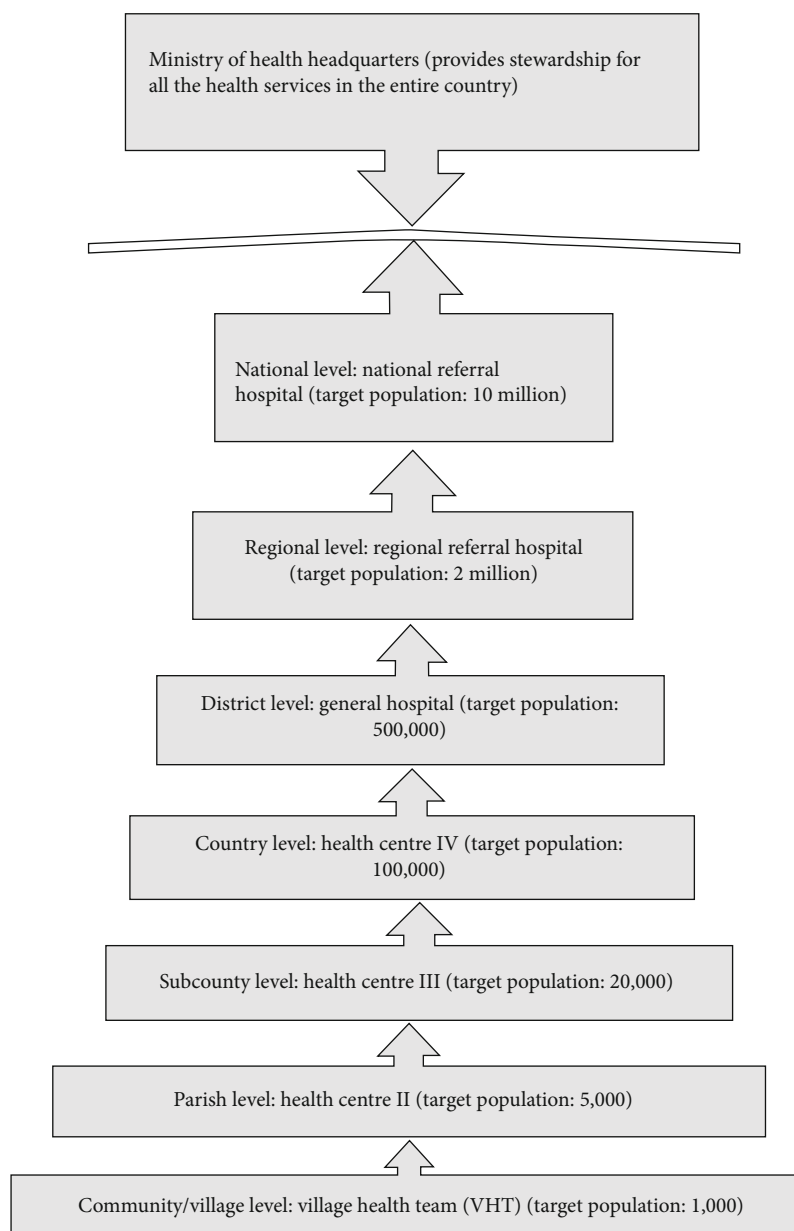 Ministry of health headquarters (provides stewardship for
all the health services in the entire country)
National level: national referral
hospital (target population: 10 million)
Regional level: regional referral hospital
(target population: 2 million)
District level: general hospital (target population:
500,000)
Country level: health centre IV (target population:
100,000)
Subcounty level: health centre III (target population: 20,000)
Parish level: health centre II (target population: 5,000)
Community/village level: village health team (VHT) (target population: 1,000)